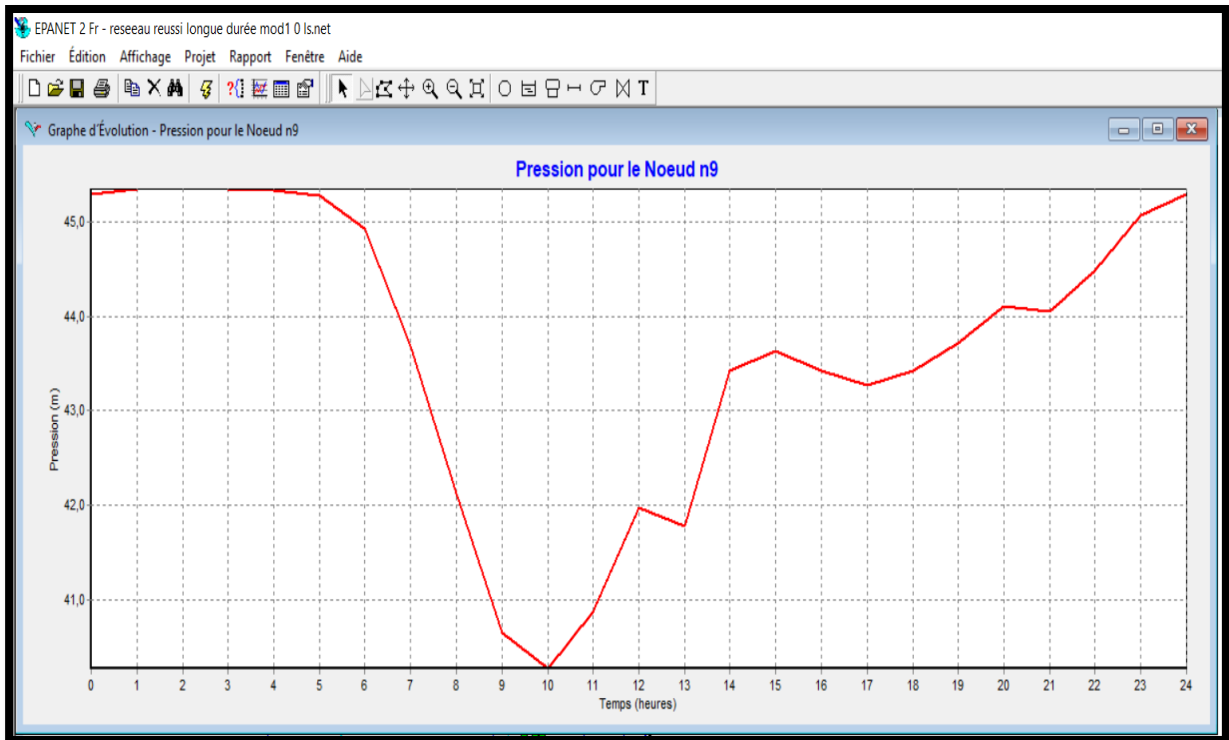 EPANET 2 Fr - reseeau reussi longue durée mod1 0 ls.net
Fichier Édition Affichage Projet Rapport Fenêtre Aide
T
Graphe d'Évolution - Pression pour le Noeud n9
Pression pour le Noeud n9
45,0
44,0
43,0
42,0
41,0
Pression (m)
0 1 2 3 4 5 6 7 8 9 10 11 12 13 14 15 16 17 18 19 20 21 22 23 24
Temps (heures)